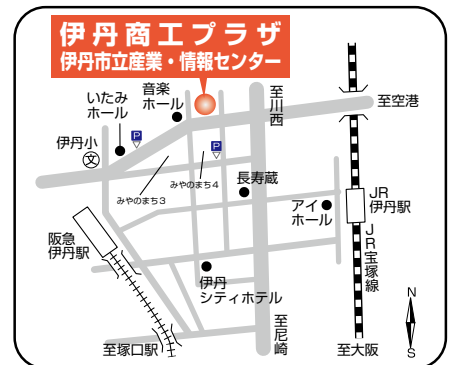 伊丹商工プラザ
伊丹市立産業・情報センター
音楽
ホール
いたみ
ホール
至川西
至空港
伊丹小
文
P
P
みやのまち3
みやのまち4
長寿蔵
アイ
ホール
JR
伊丹駅
阪急
伊丹駅
JR宝塚線
伊丹
シティホテル
至尼崎
N
S
至塚口駅
至大阪